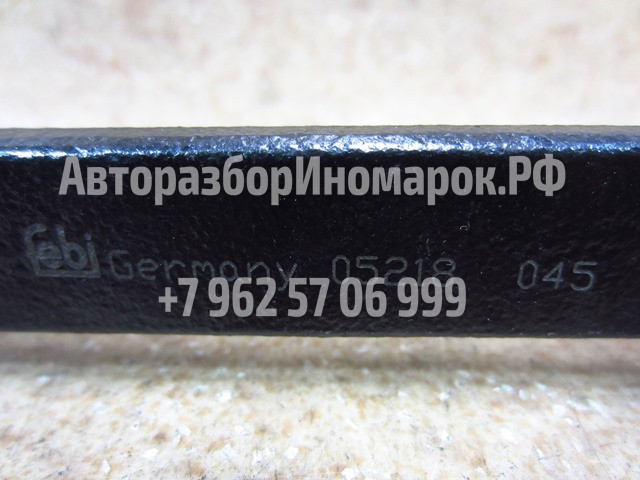 АвторазборИномарок.РФ
febi Germany 05218 045
+7 962 57 06 999